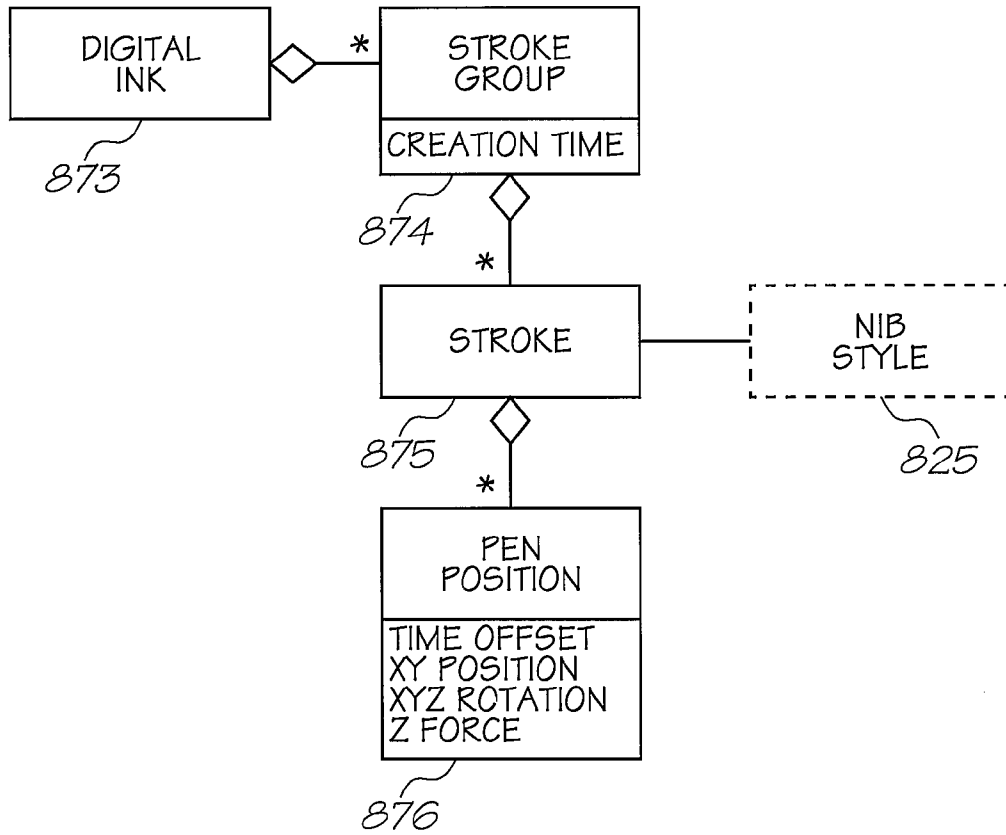 DIGITAL
INK
*
STROKE
GROUP
CREATION TIME
873
874
*
STROKE
NIB
STYLE
875
825
*
PEN
POSITION
TIME OFFSET
XY POSITION
XYZ ROTATION
Z FORCE
876